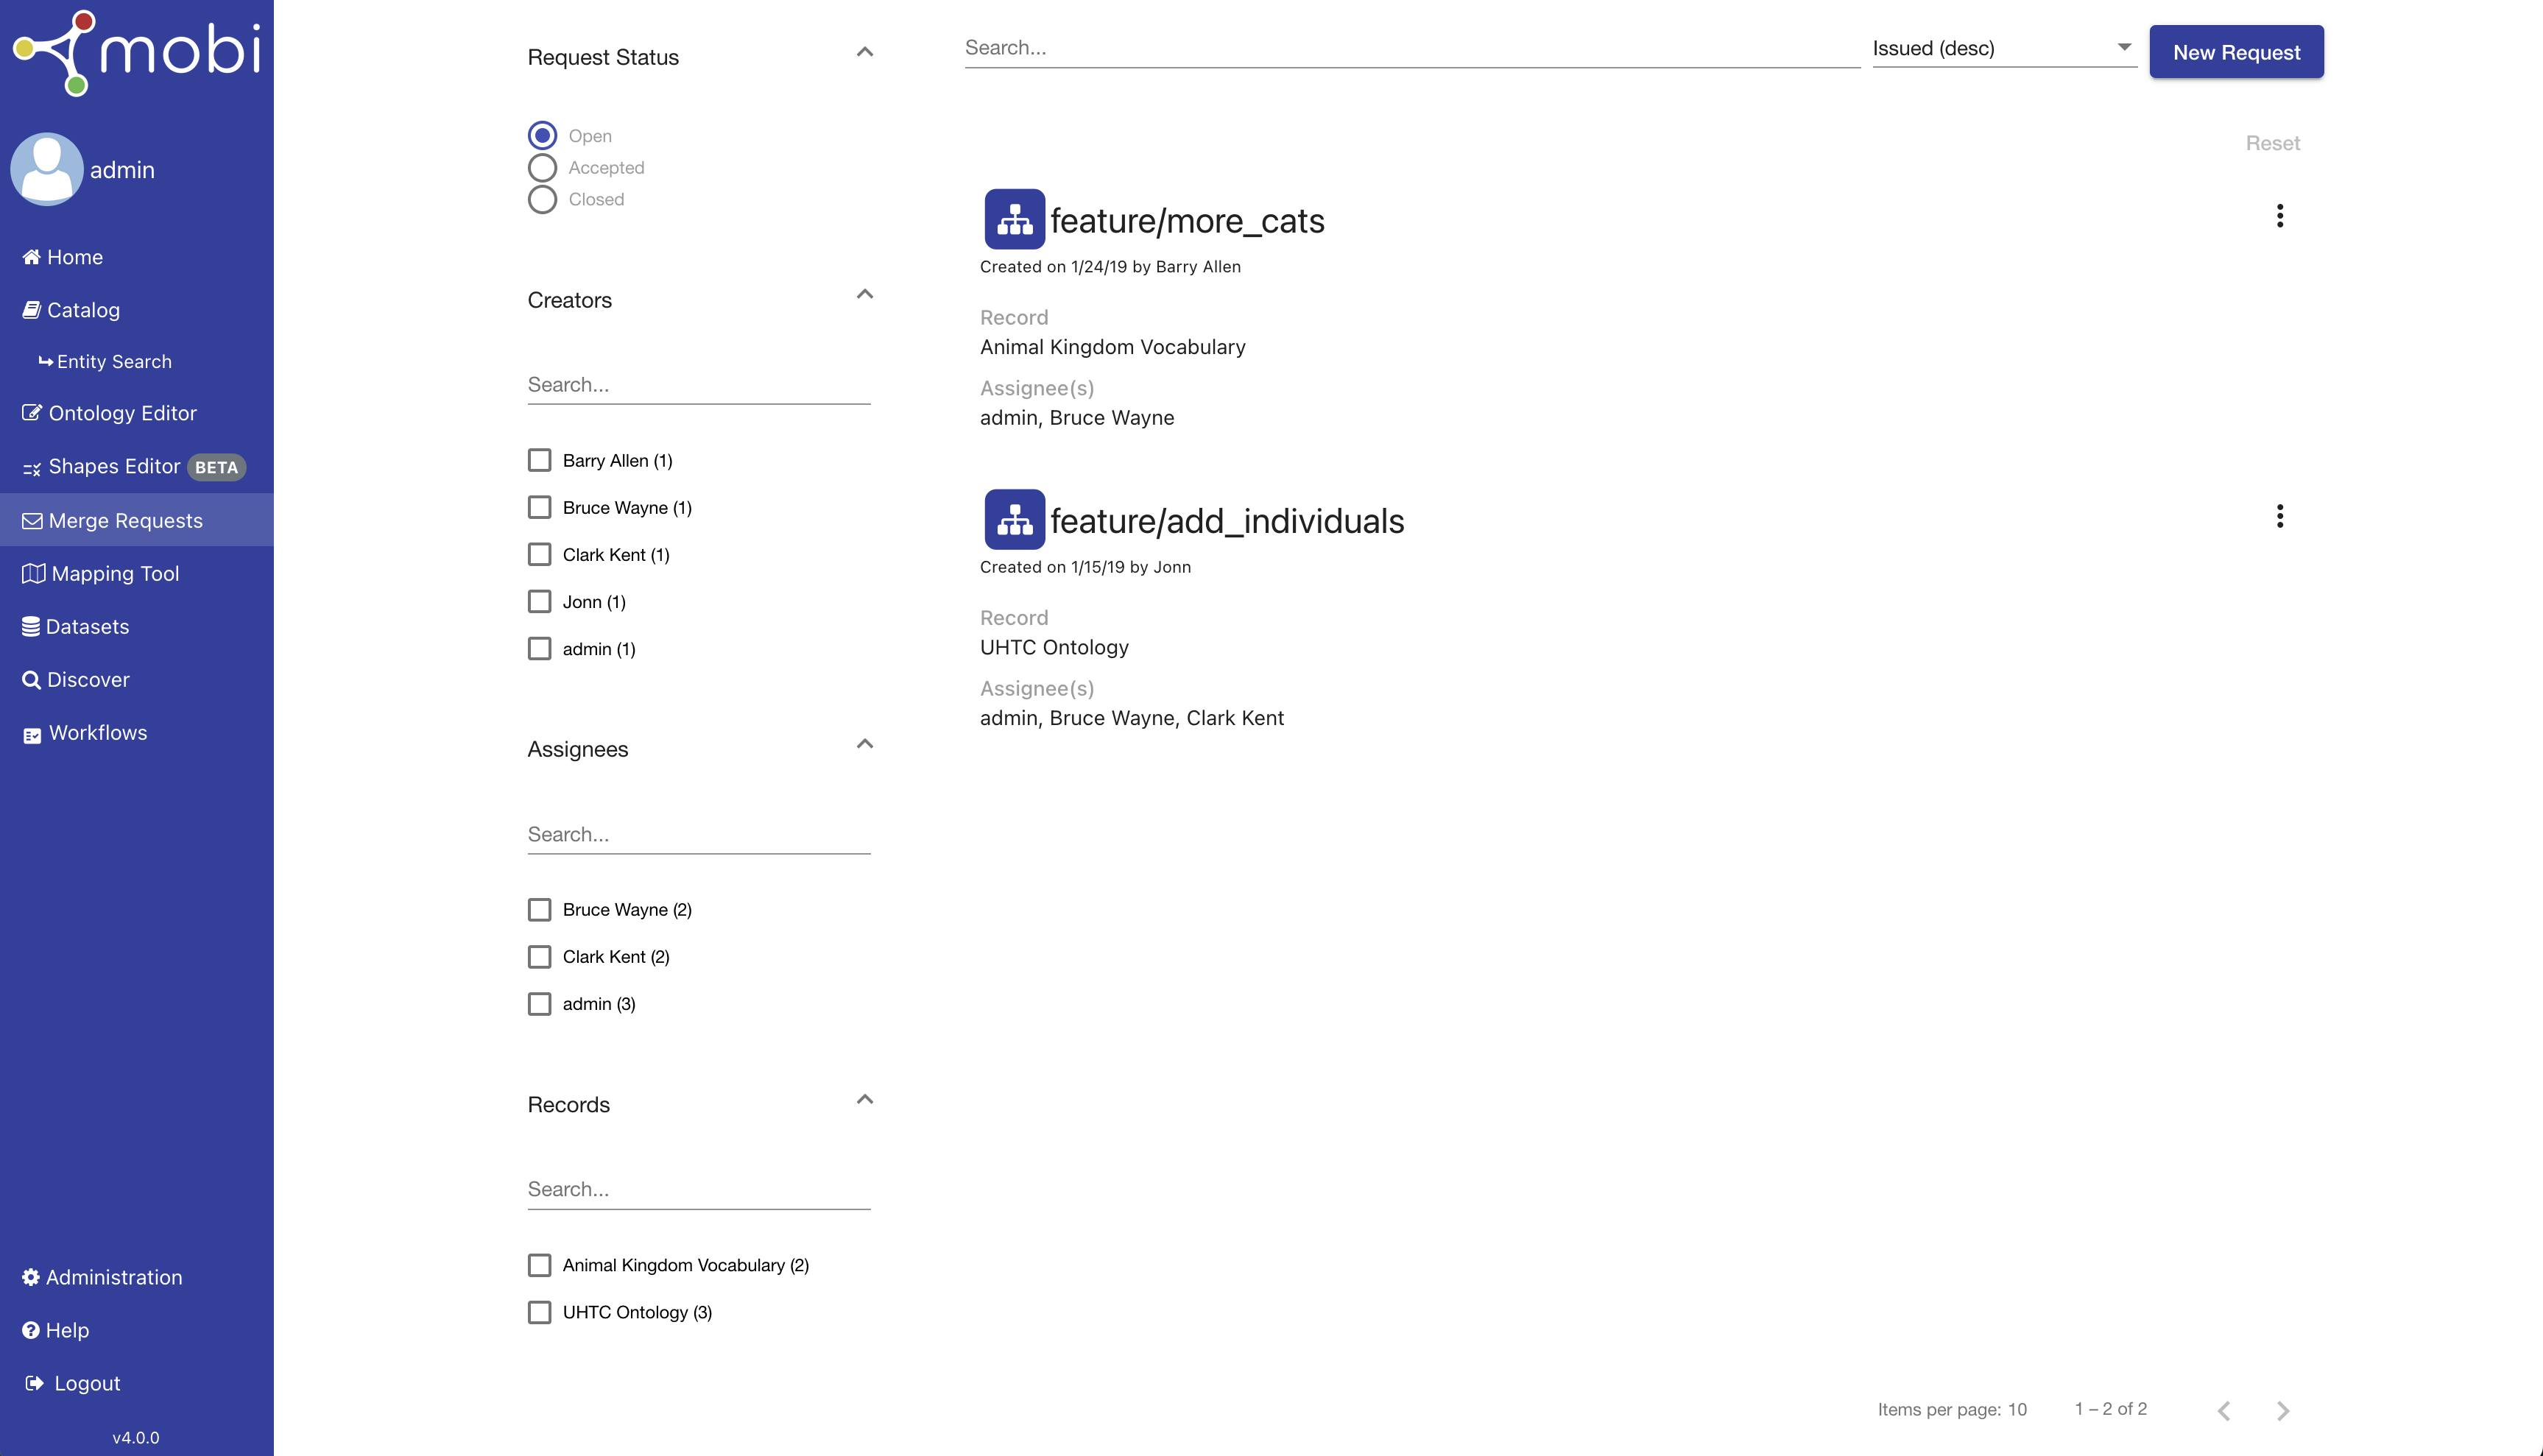 mobi
admin
Home
Catalog
Entity Search
Ontology Editor
Shapes Editor BETA
Merge Requests
Mapping Tool
Datasets
Discover
Workflows
Administration
Help
Logout
v4.0.0
Request Status
Open
Accepted
Closed
Creators
Search...
Barry Allen (1)
Bruce Wayne (1)
Clark Kent (1)
Jonn (1)
admin (1)
Assignees
Search...
Bruce Wayne (2)
Clark Kent (2)
admin (3)
Records
Search...
Animal Kingdom Vocabulary (2)
UHTC Ontology (3)
Search... Issued (desc) New Request
Reset
feature/more_cats
Created on 1/24/19 by Barry Allen
Record
Animal Kingdom Vocabulary
Assignee(s)
admin, Bruce Wayne
feature/add_individuals
Created on 1/15/19 by Jonn
Record
UHTC Ontology
Assignee(s)
admin, Bruce Wayne, Clark Kent
Items per page: 10 1 – 2 of 2